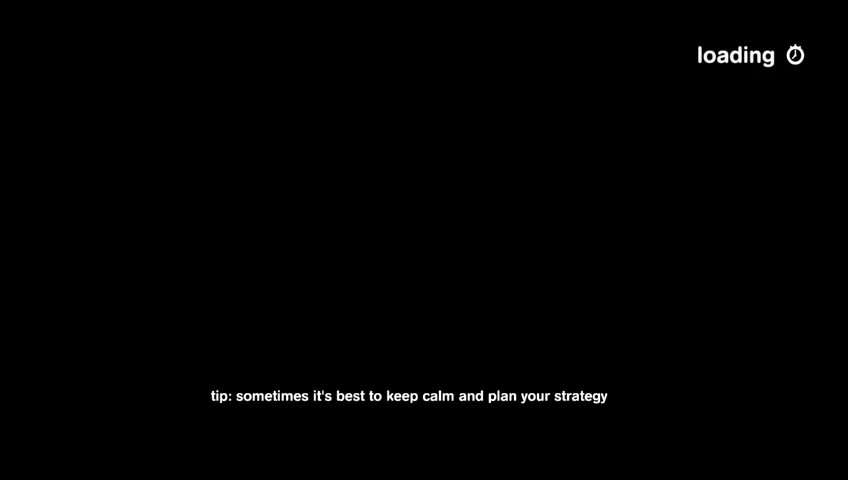 loading
tip: sometimes it's best to keep calm and plan your strategy